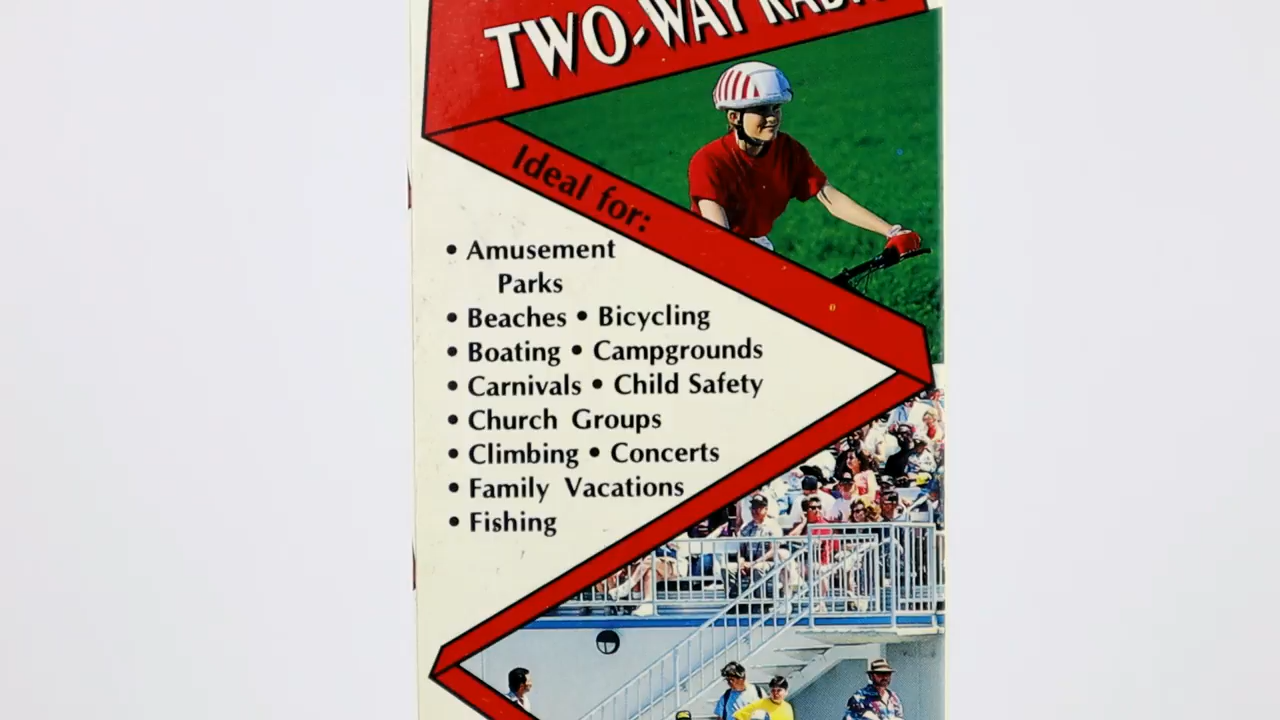 TWO-WAY RADIO
Ideal for:
• Amusement
Parks
• Beaches • Bicycling
• Boating • Campgrounds
• Carnivals • Child Safety
• Church Groups
• Climbing • Concerts
• Family Vacations
• Fishing